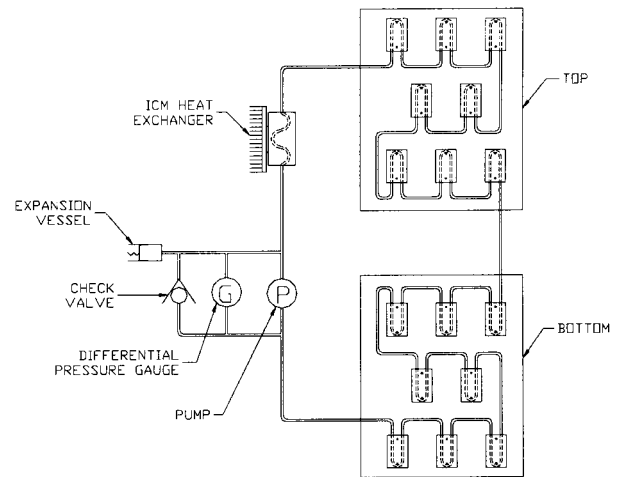 TOP
ICM HEAT
EXCHANGER
EXPANSION
VESSEL
CHECK
VALVE
G
P
DIFFERENTIAL
PRESSURE GAUGE
PUMP
BOTTOM